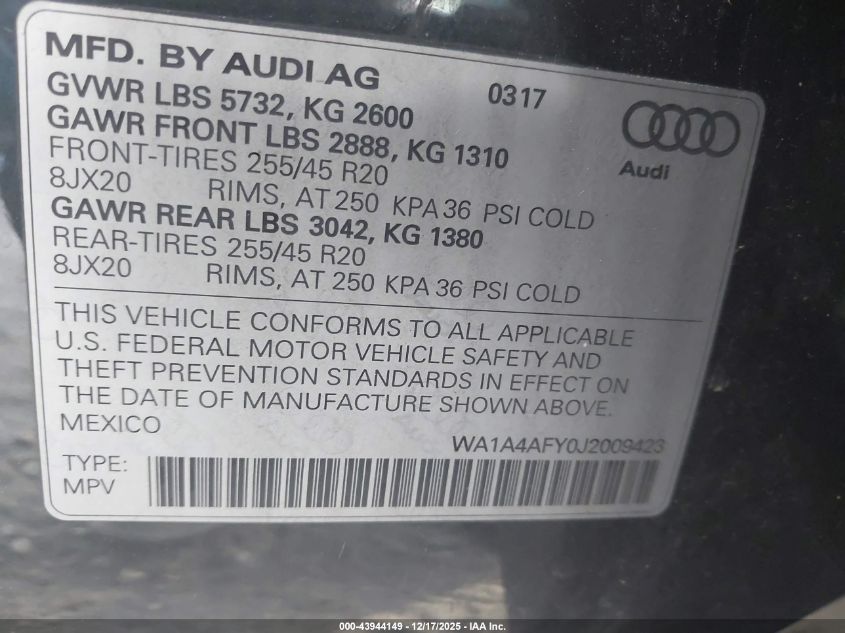 MFD. BY AUDI AG 0317
GVWR LBS 5732, KG 2600
GAWR FRONT LBS 2888, KG 1310
FRONT-TIRES 255/45 R20
8JX20 RIMS, AT 250 KPA 36 PSI COLD
GAWR REAR LBS 3042, KG 1380
REAR-TIRES 255/45 R20
8JX20 RIMS, AT 250 KPA 36 PSI COLD
Audi
THIS VEHICLE CONFORMS TO ALL APPLICABLE
U.S. FEDERAL MOTOR VEHICLE SAFETY AND
THEFT PREVENTION STANDARDS IN EFFECT ON
THE DATE OF MANUFACTURE SHOWN ABOVE.
MEXICO
WA1A4AFY0J2009423
TYPE:
MPV
000-43944149 - 12/17/2025 - IAA Inc.